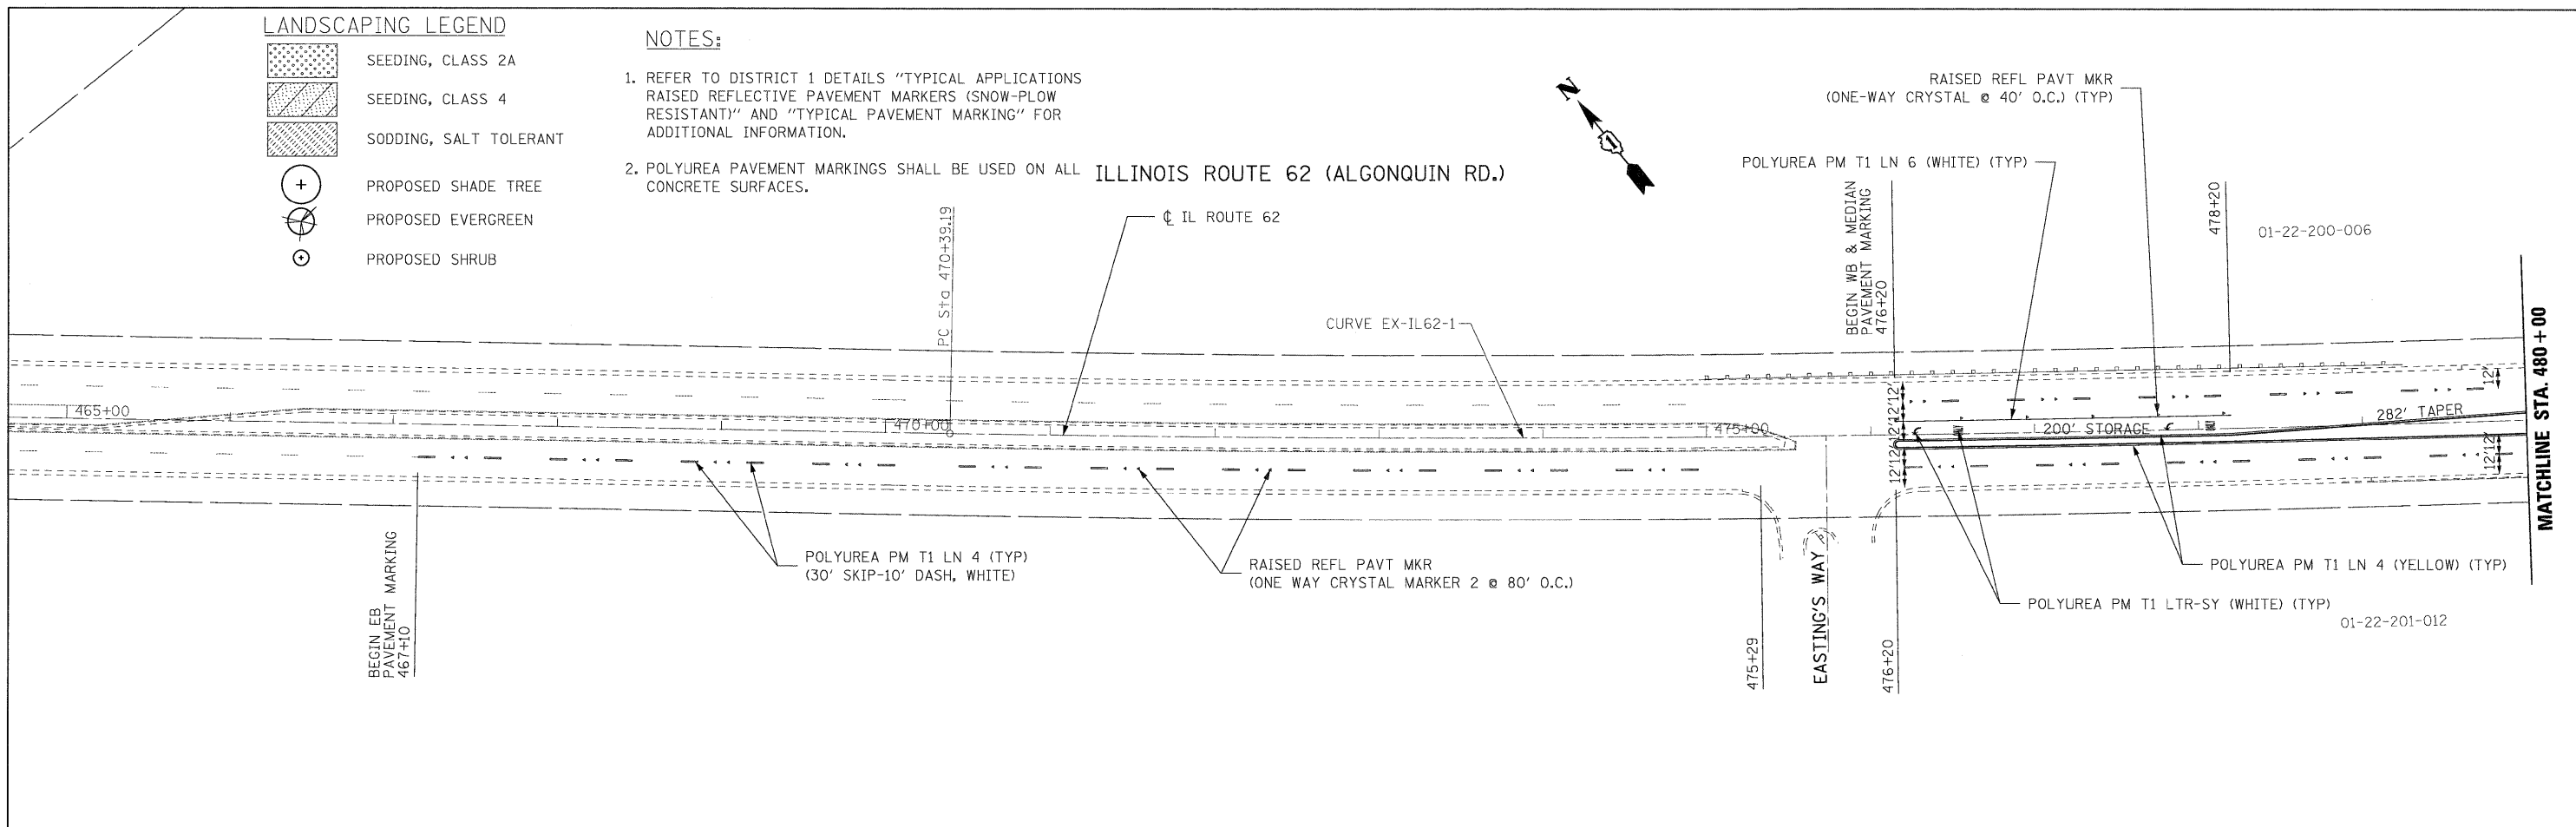 LANDSCAPING LEGEND
SEEDING, CLASS 2A
SEEDING, CLASS 4
SODDING, SALT TOLERANT
PROPOSED SHADE TREE
PROPOSED EVERGREEN
PROPOSED SHRUB
NOTES:
1. REFER TO DISTRICT 1 DETAILS "TYPICAL APPLICATIONS
RAISED REFLECTIVE PAVEMENT MARKERS (SNOW-PLOW
RESISTANT)" AND "TYPICAL PAVEMENT MARKING" FOR
ADDITIONAL INFORMATION.
2. POLYUREA PAVEMENT MARKINGS SHALL BE USED ON ALL
CONCRETE SURFACES.
ILLINOIS ROUTE 62 (ALGONQUIN RD.)
N
1
RAISED REFL PAVT MKR
(ONE-WAY CRYSTAL @ 40' O.C.) (TYP)
POLYUREA PM T1 LN 6 (WHITE) (TYP)
BEGIN WB & MEDIAN
PAVEMENT MARKING
476+20
478+20
01-22-200-006
PC Sta 470+39.19
℄ IL ROUTE 62
CURVE EX-IL62-1
MATCHLINE STA. 480+00
465+00
470+00
475+00
12'
12'
12'
12'
12'
12'
200' STORAGE
282' TAPER
12'
12'
12'
BEGIN EB
PAVEMENT MARKING
467+10
POLYUREA PM T1 LN 4 (TYP)
(30' SKIP-10' DASH, WHITE)
RAISED REFL PAVT MKR
(ONE WAY CRYSTAL MARKER 2 @ 80' O.C.)
475+29
EASTING'S WAY
476+20
POLYUREA PM T1 LN 4 (YELLOW) (TYP)
POLYUREA PM T1 LTR-SY (WHITE) (TYP)
01-22-201-012